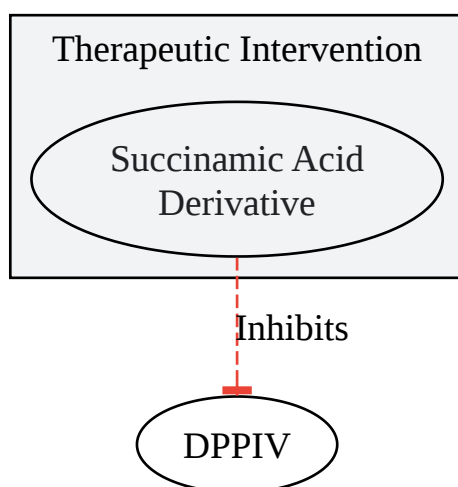 Therapeutic Intervention
Succinamic Acid
Derivative
Inhibits
DPPIV